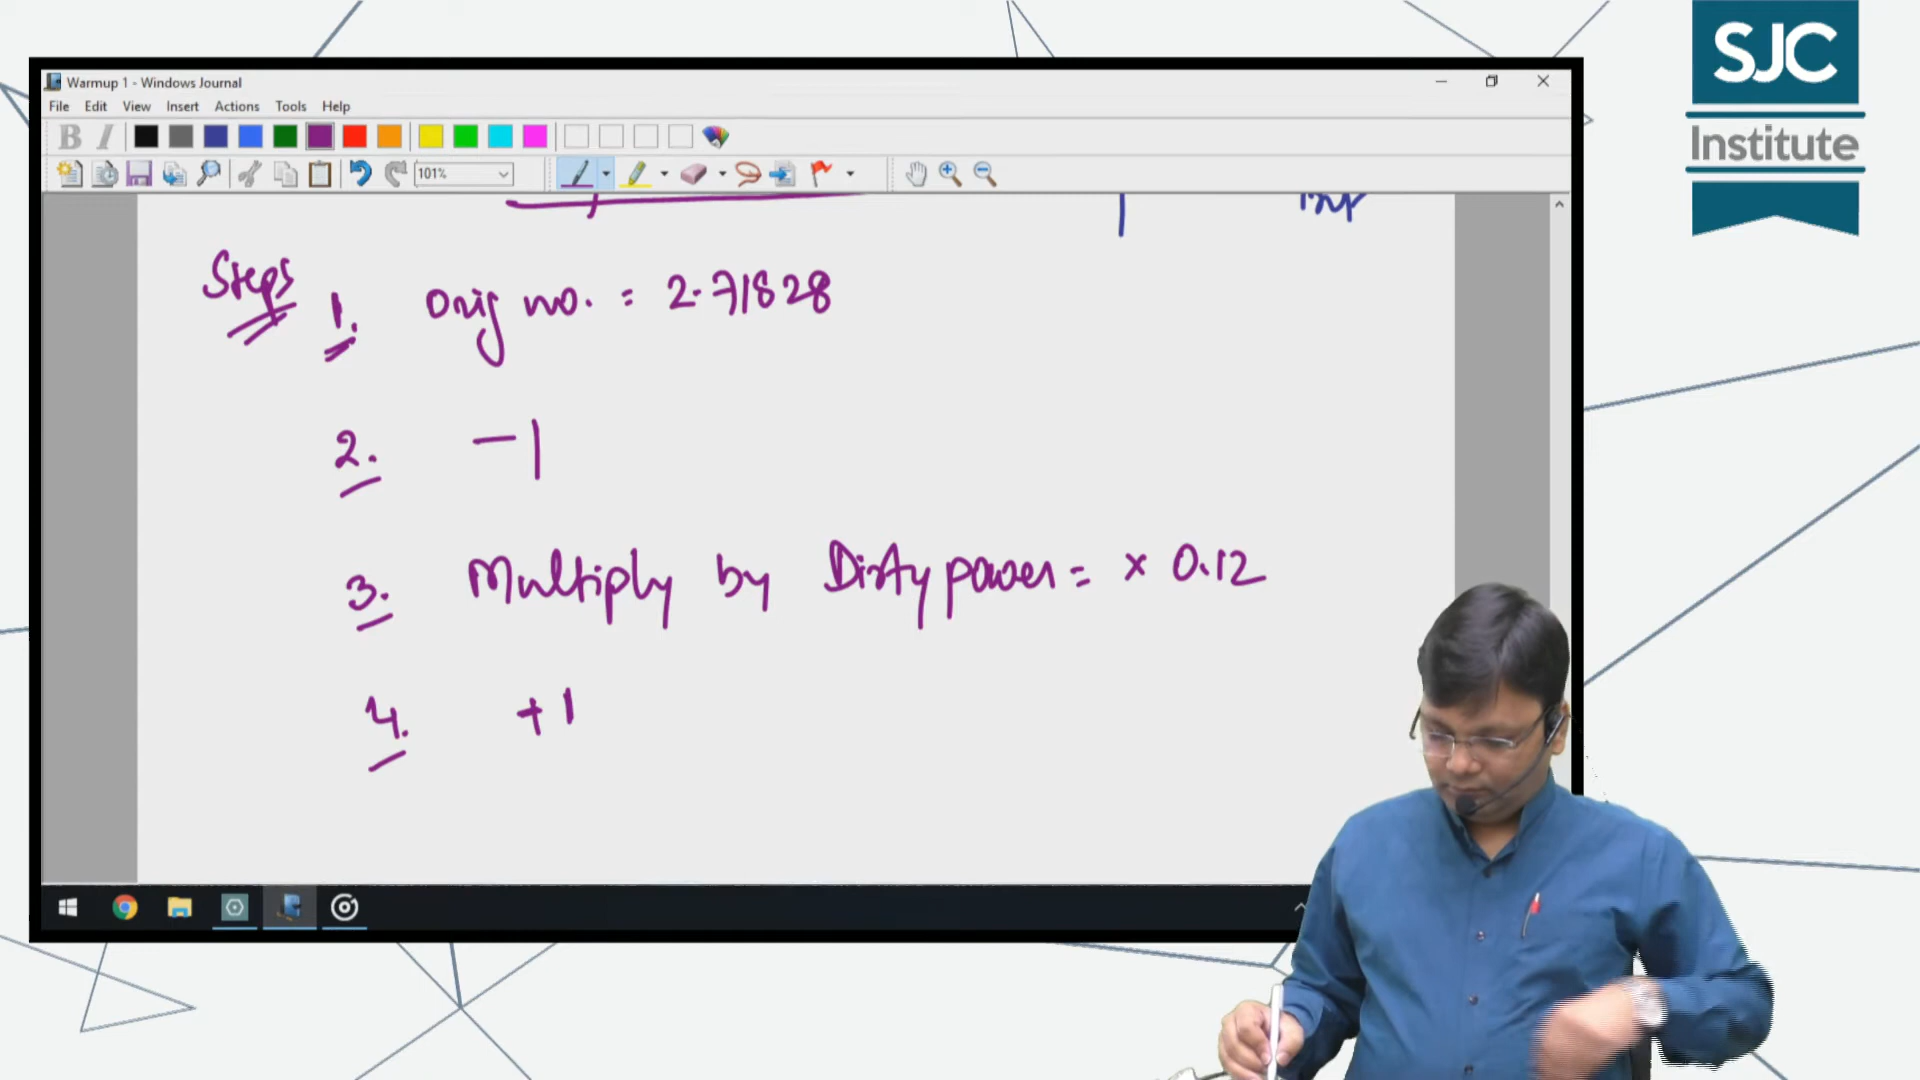 SJC
Institute
Warmup 1 - Windows Journal
File Edit View Insert Actions Tools Help
B I
101%
Steps
1. Orig no. = 2.71828
2. -1
3. Multiply by Dirty power = × 0.12
4. +1